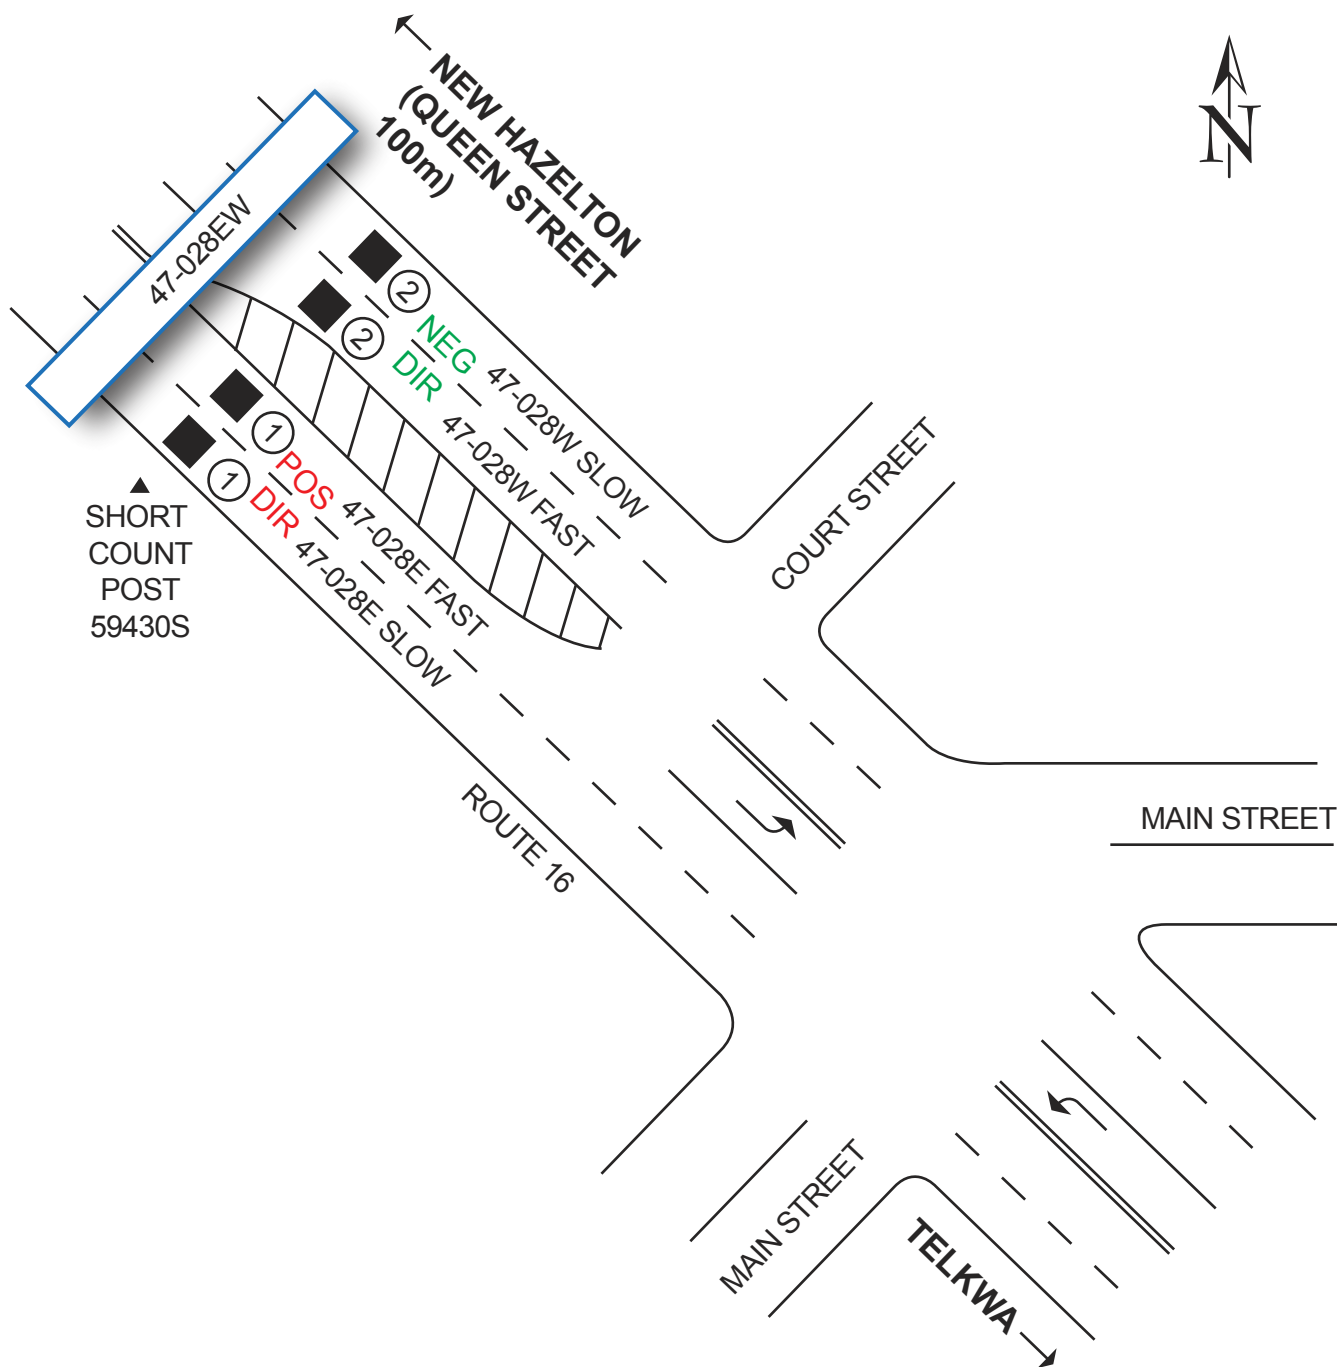 NEW HAZELTON
(QUEEN STREET
100m)
N
47-028EW
2
NEG
47-028W SLOW
2
DIR
47-028W FAST
1
POS
47-028E FAST
1
DIR
47-028E SLOW
SHORT
COUNT
POST
59430S
COURT STREET
ROUTE 16
MAIN STREET
MAIN STREET
TELKWA